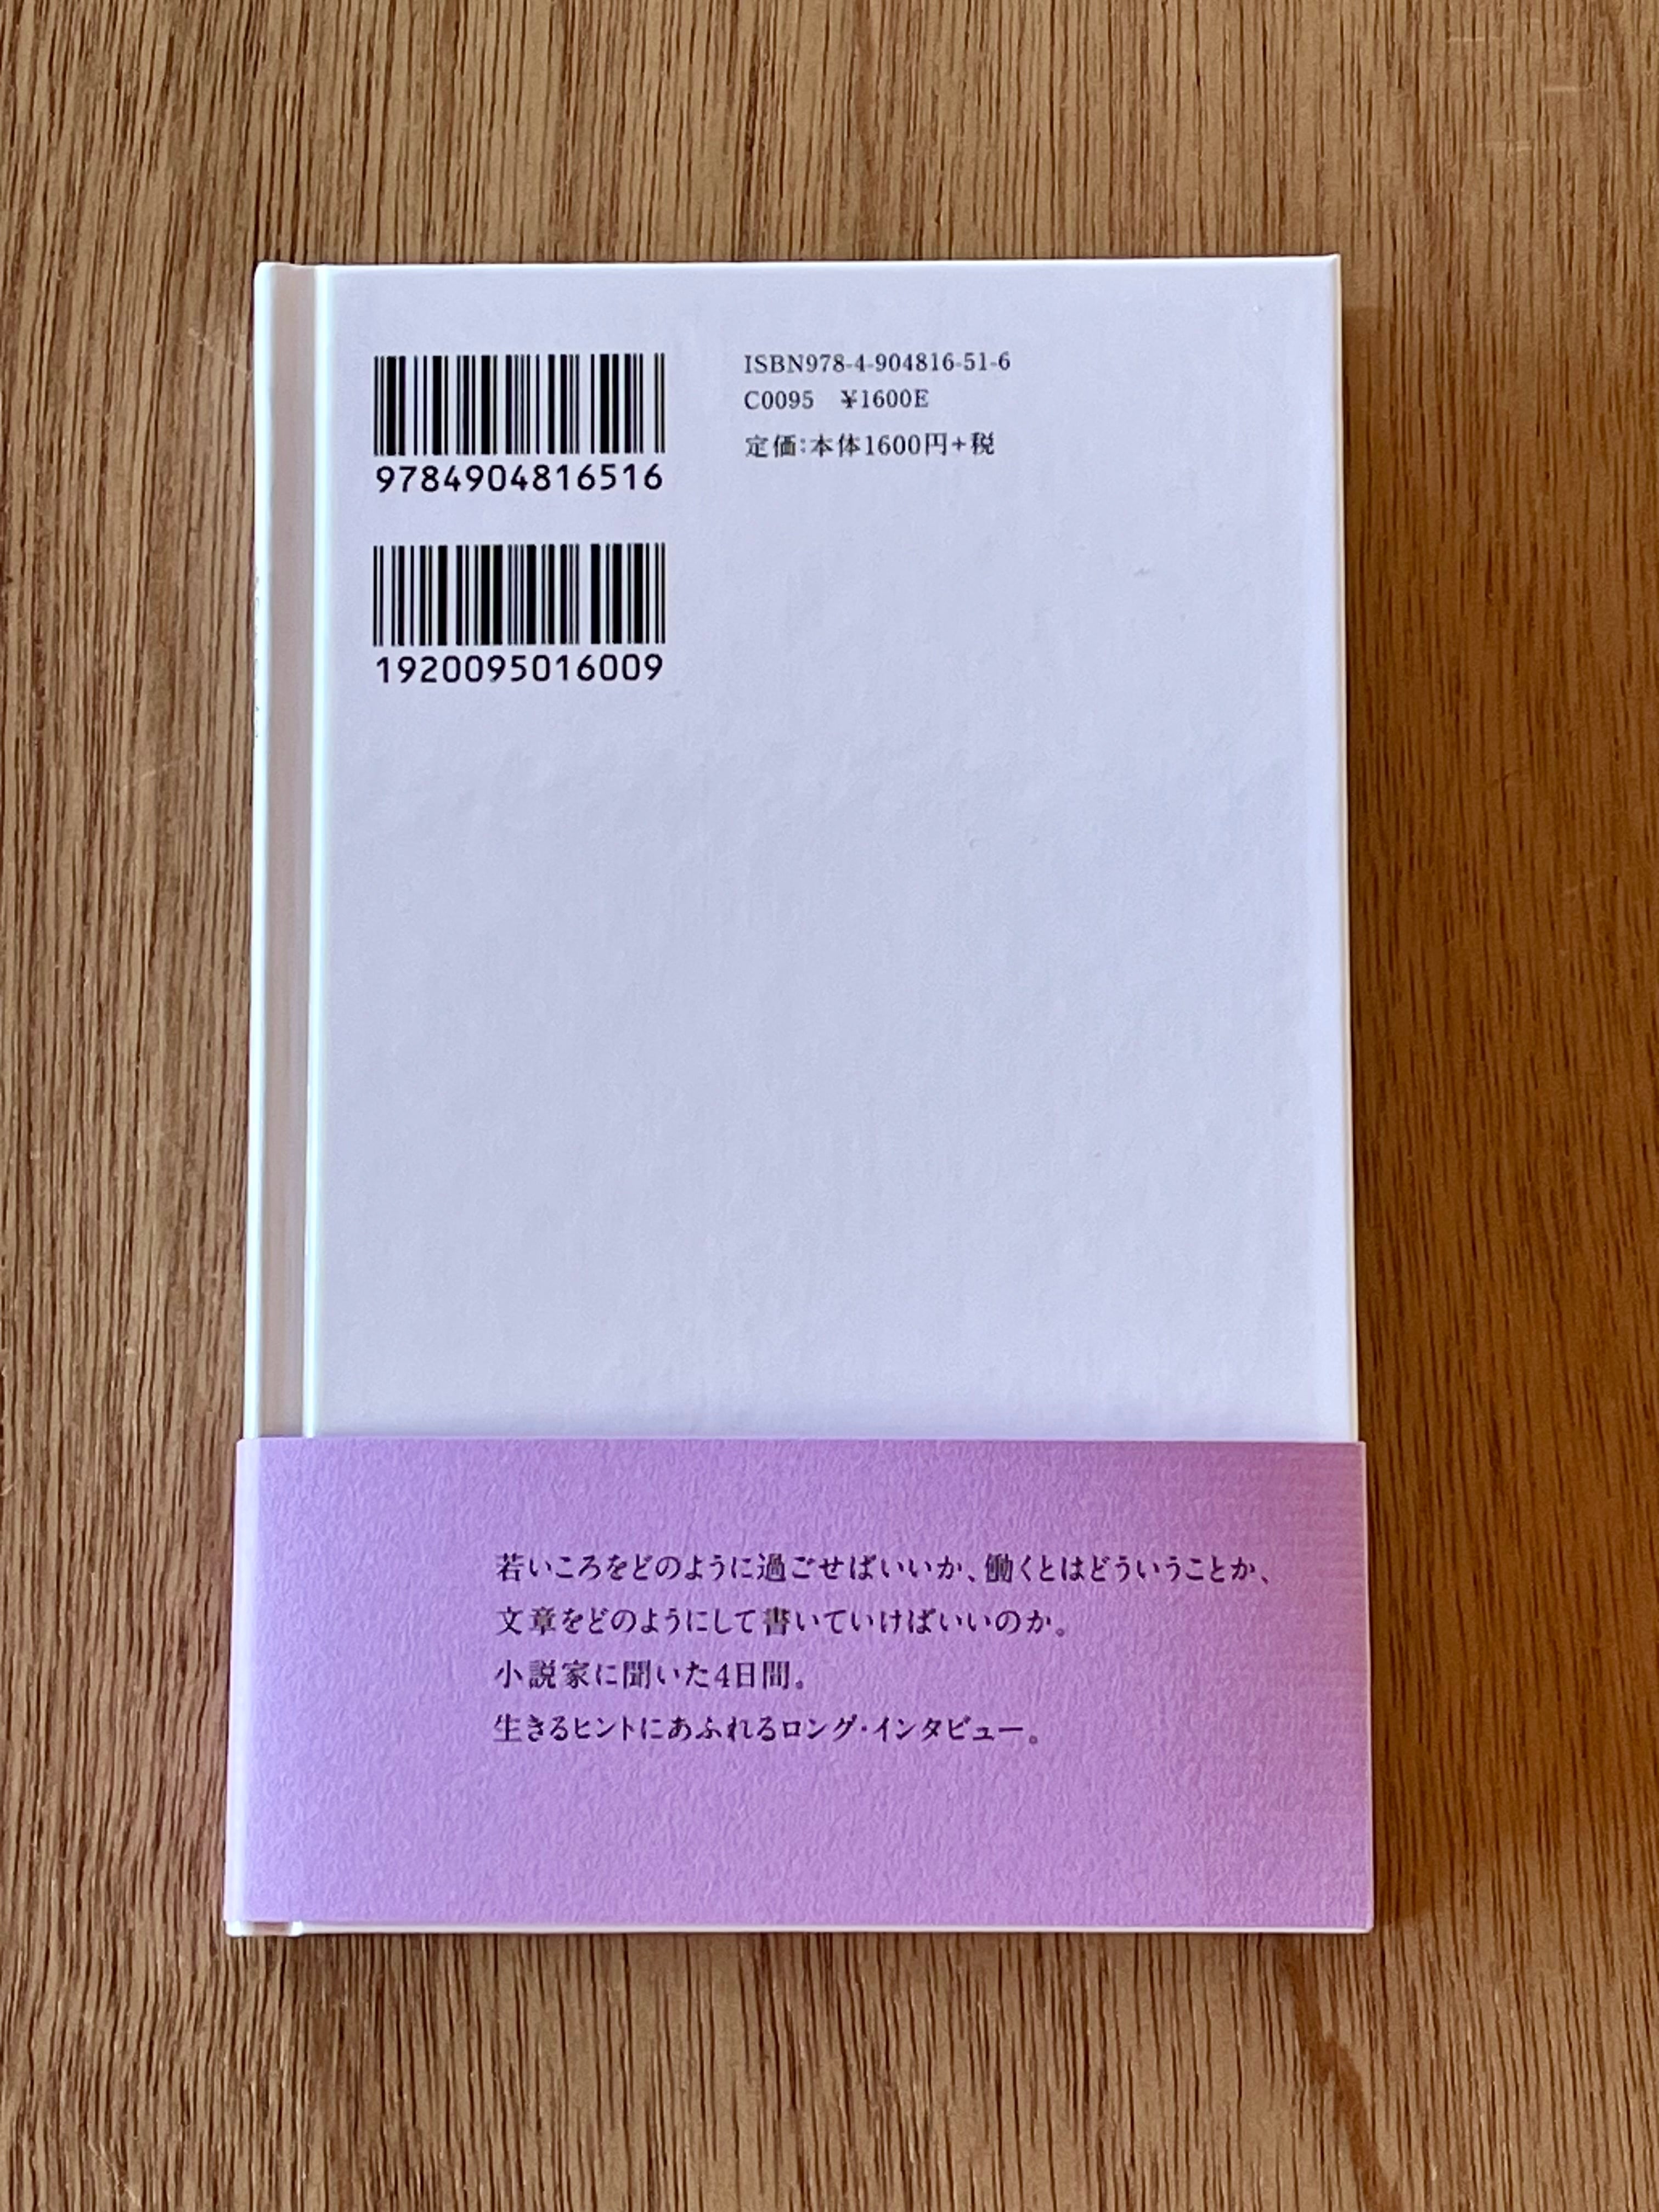 ISBN978-4-904816-51-6
C0095 ¥1600E
定価:本体1600円+税
9784904816516
1920095016009
若いころをどのように過ごせばいいか、働くとはどういうことか、
文章をどのようにして書いていけばいいのか。
小説家に聞いた4日間。
生きるヒントにあふれるロング・インタビュー。